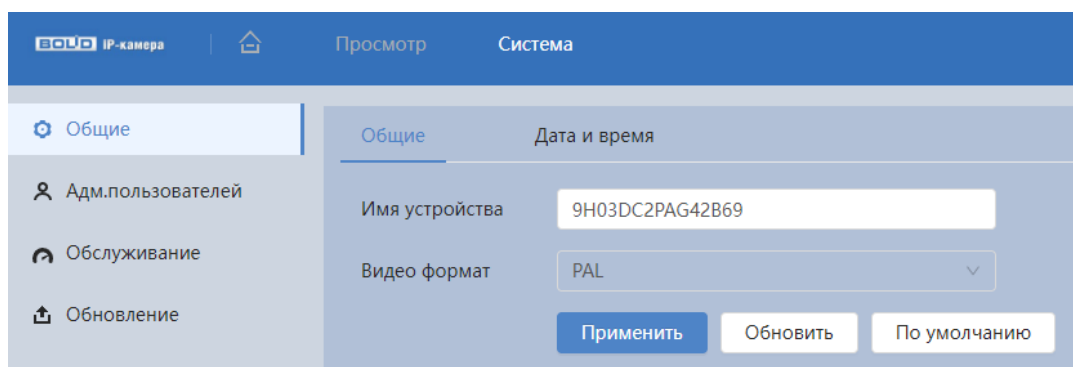 BOLID IP-камера
Просмотр
Система
Общие
Адм.пользователей
Обслуживание
Обновление
Общие
Дата и время
Имя устройства
9H03DC2PAG42B69
Видео формат
PAL
Применить
Обновить
По умолчанию